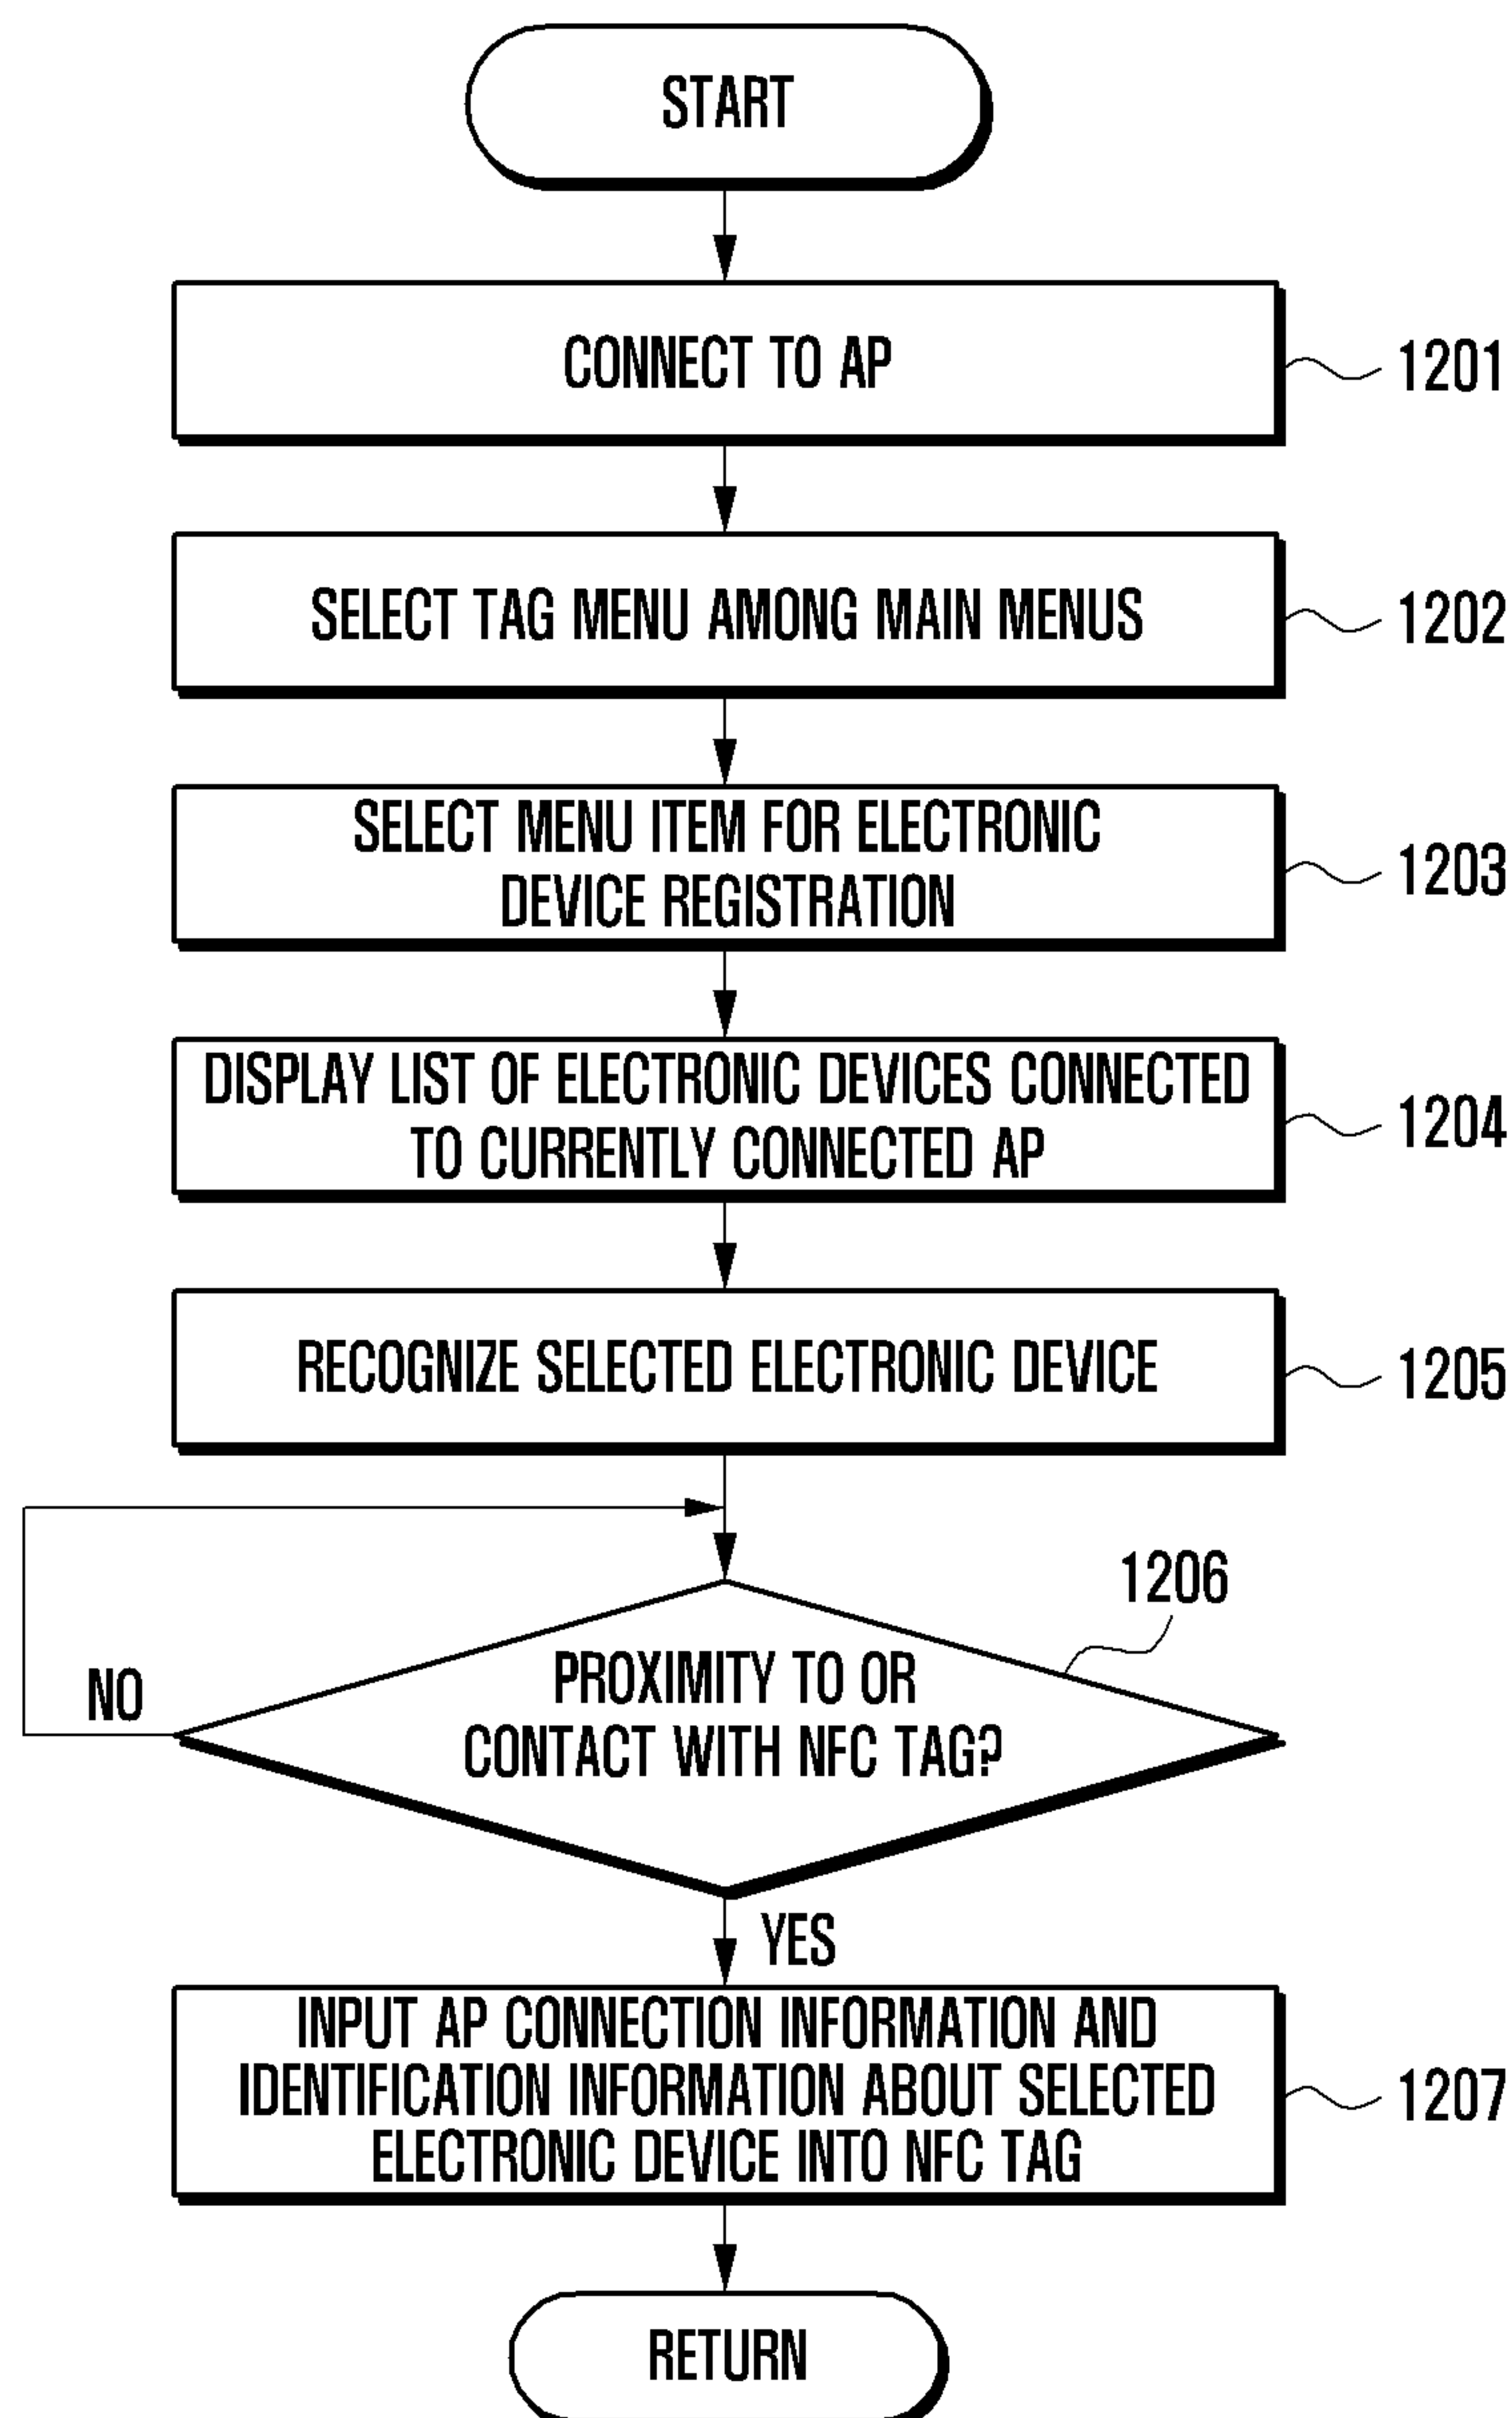 START
CONNECT TO AP
1201
SELECT TAG MENU AMONG MAIN MENUS
1202
SELECT MENU ITEM FOR ELECTRONIC
DEVICE REGISTRATION
1203
DISPLAY LIST OF ELECTRONIC DEVICES CONNECTED
TO CURRENTLY CONNECTED AP
1204
RECOGNIZE SELECTED ELECTRONIC DEVICE
1205
1206
PROXIMITY TO OR
CONTACT WITH NFC TAG?
NO
YES
INPUT AP CONNECTION INFORMATION AND
IDENTIFICATION INFORMATION ABOUT SELECTED
ELECTRONIC DEVICE INTO NFC TAG
1207
RETURN